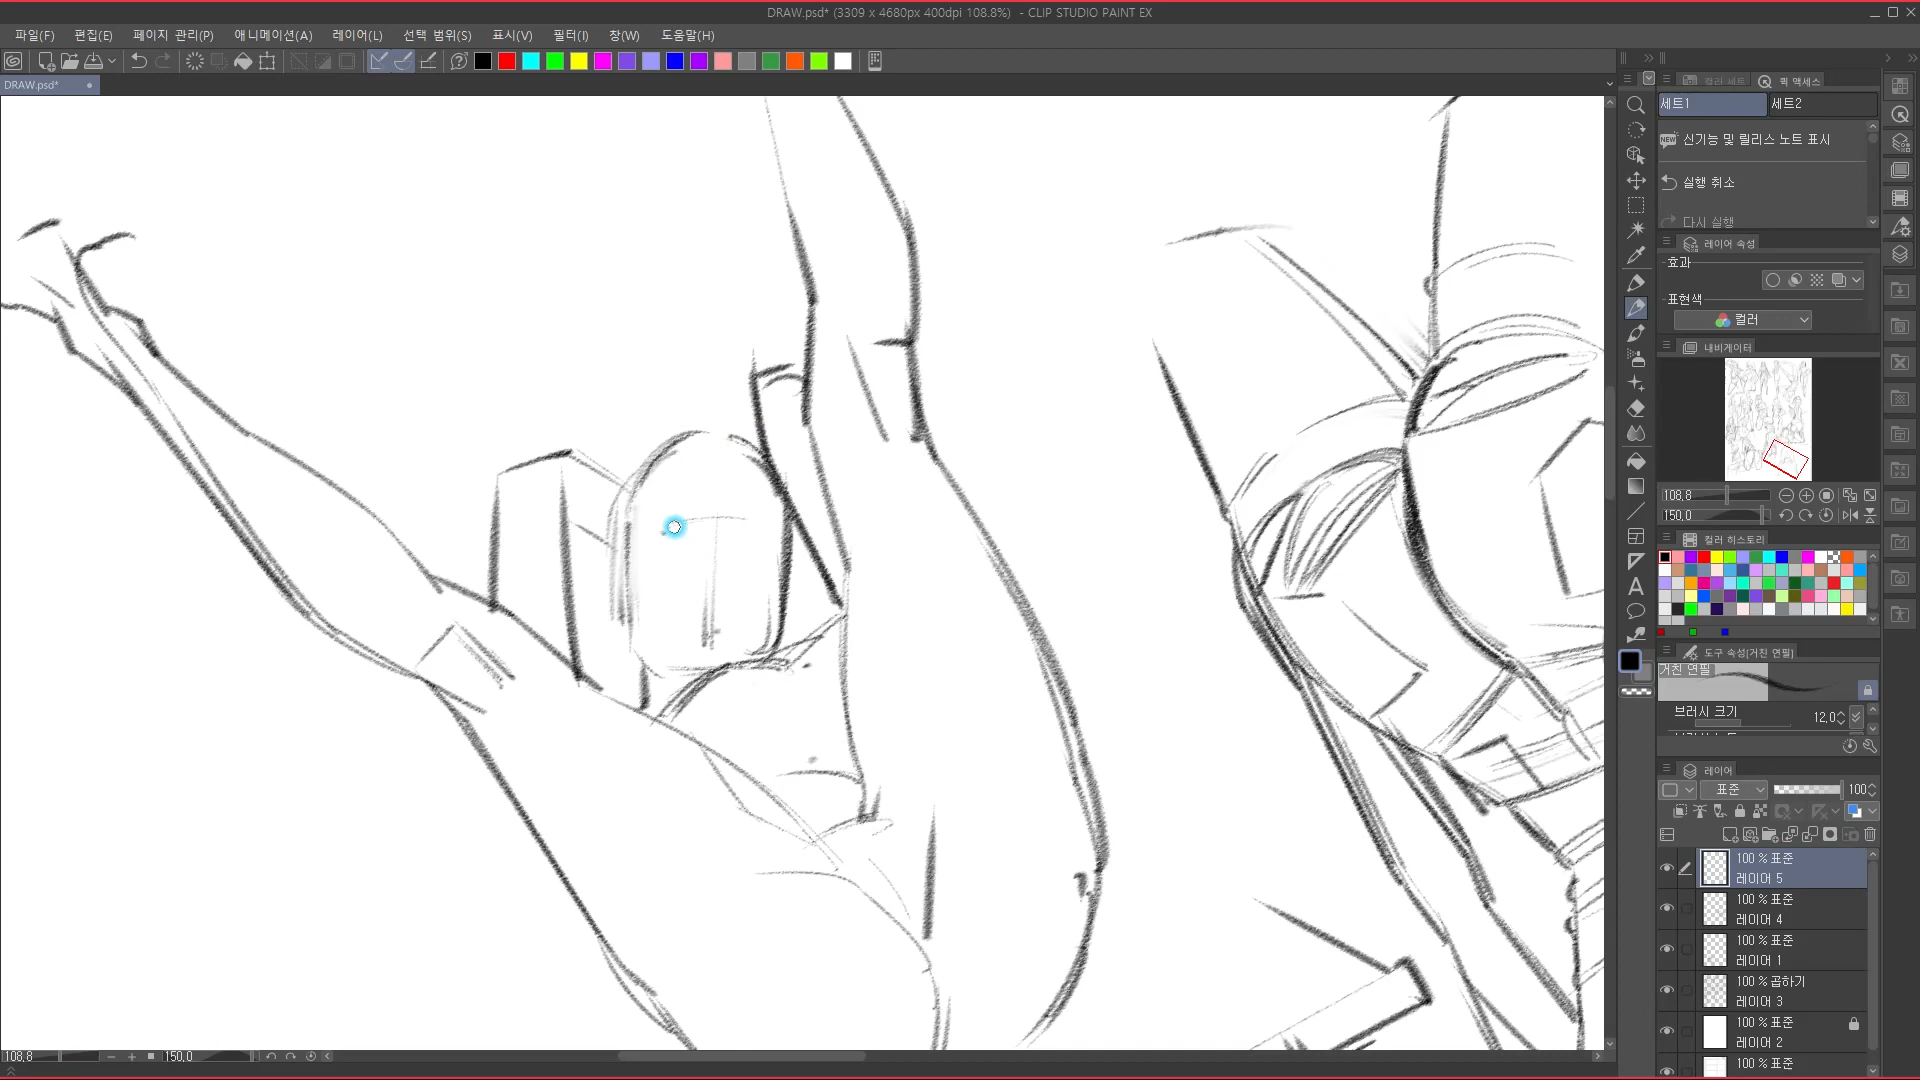 DRAW.psd* (3309 x 4680px 400dpi 108.8%) - CLIP STUDIO PAINT EX
파일(F) 편집(E) 페이지 관리(P) 애니메이션(A) 레이어(L) 선택 범위(S) 표시(V) 필터(I) 창(W) 도움말(H)
DRAW.psd*
컬러 세트 퀵 액세스
세트1 세트2
신기능 및 릴리스 노트 표시
실행 취소
다시 실행
레이어 속성
효과
표현색
컬러
내비게이터
108,8
150,0
컬러 히스토리
도구 속성[거친 연필]
거친 연필
브러시 크기 12,0
레이어
표준 100
100 % 표준
레이어 5
100 % 표준
레이어 4
100 % 표준
레이어 1
100 % 곱하기
레이어 3
100 % 표준
레이어 2
100 % 표준
108,8 150,0